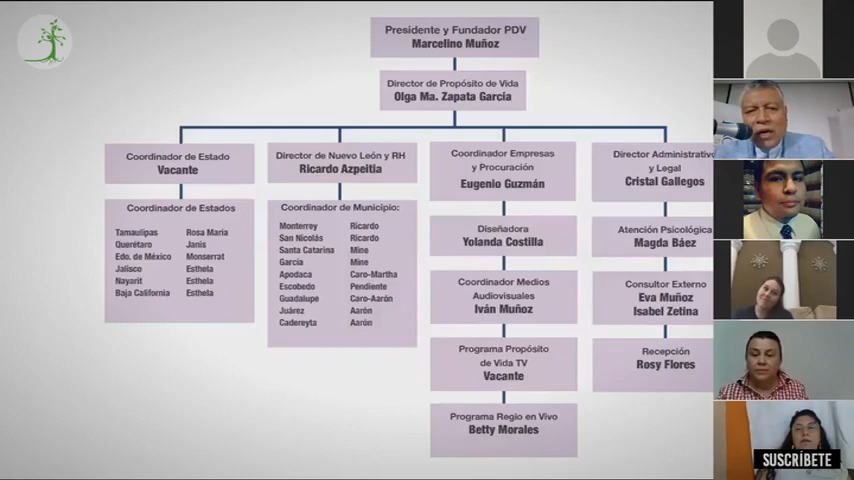 Presidente y Fundador PDV
Marcelino Muñoz
Director de Propósito de Vida
Olga Ma. Zapata García
Coordinador de Estado
Vacante
Coordinador de Estados
Tamaulipas Rosa María
Querétaro Janis
Edo. de México Monserrat
Jalisco Esthela
Nayarit Esthela
Baja California Esthela
Director de Nuevo León y RH
Ricardo Azpeitia
Coordinador de Municipio:
Monterrey Ricardo
San Nicolás Ricardo
Santa Catarina Mine
García Mine
Apodaca Caro-Martha
Escobedo Pendiente
Guadalupe Caro-Aarón
Juárez Aarón
Cadereyta Aarón
Coordinador Empresas
y Procuración
Eugenio Guzmán
Diseñadora
Yolanda Costilla
Coordinador Medios
Audiovisuales
Iván Muñoz
Programa Propósito
de Vida TV
Vacante
Programa Regio en Vivo
Betty Morales
Director Administrativo
y Legal
Cristal Gallegos
Atención Psicológica
Magda Báez
Consultor Externo
Eva Muñoz
Isabel Zetina
Recepción
Rosy Flores
SUSCRÍBETE